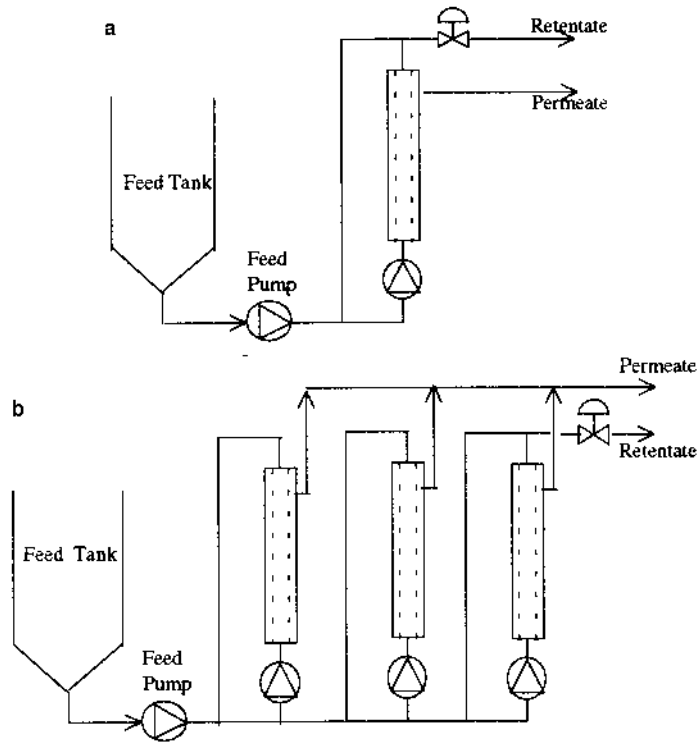 a
Retentate
Permeate
Feed Tank
Feed
Pump
b
Permeate
Retentate
Feed Tank
Feed
Pump